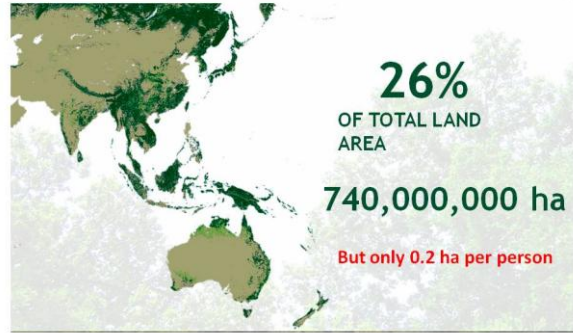 26%
OF TOTAL LAND
AREA
740,000,000 ha
But only 0.2 ha per person